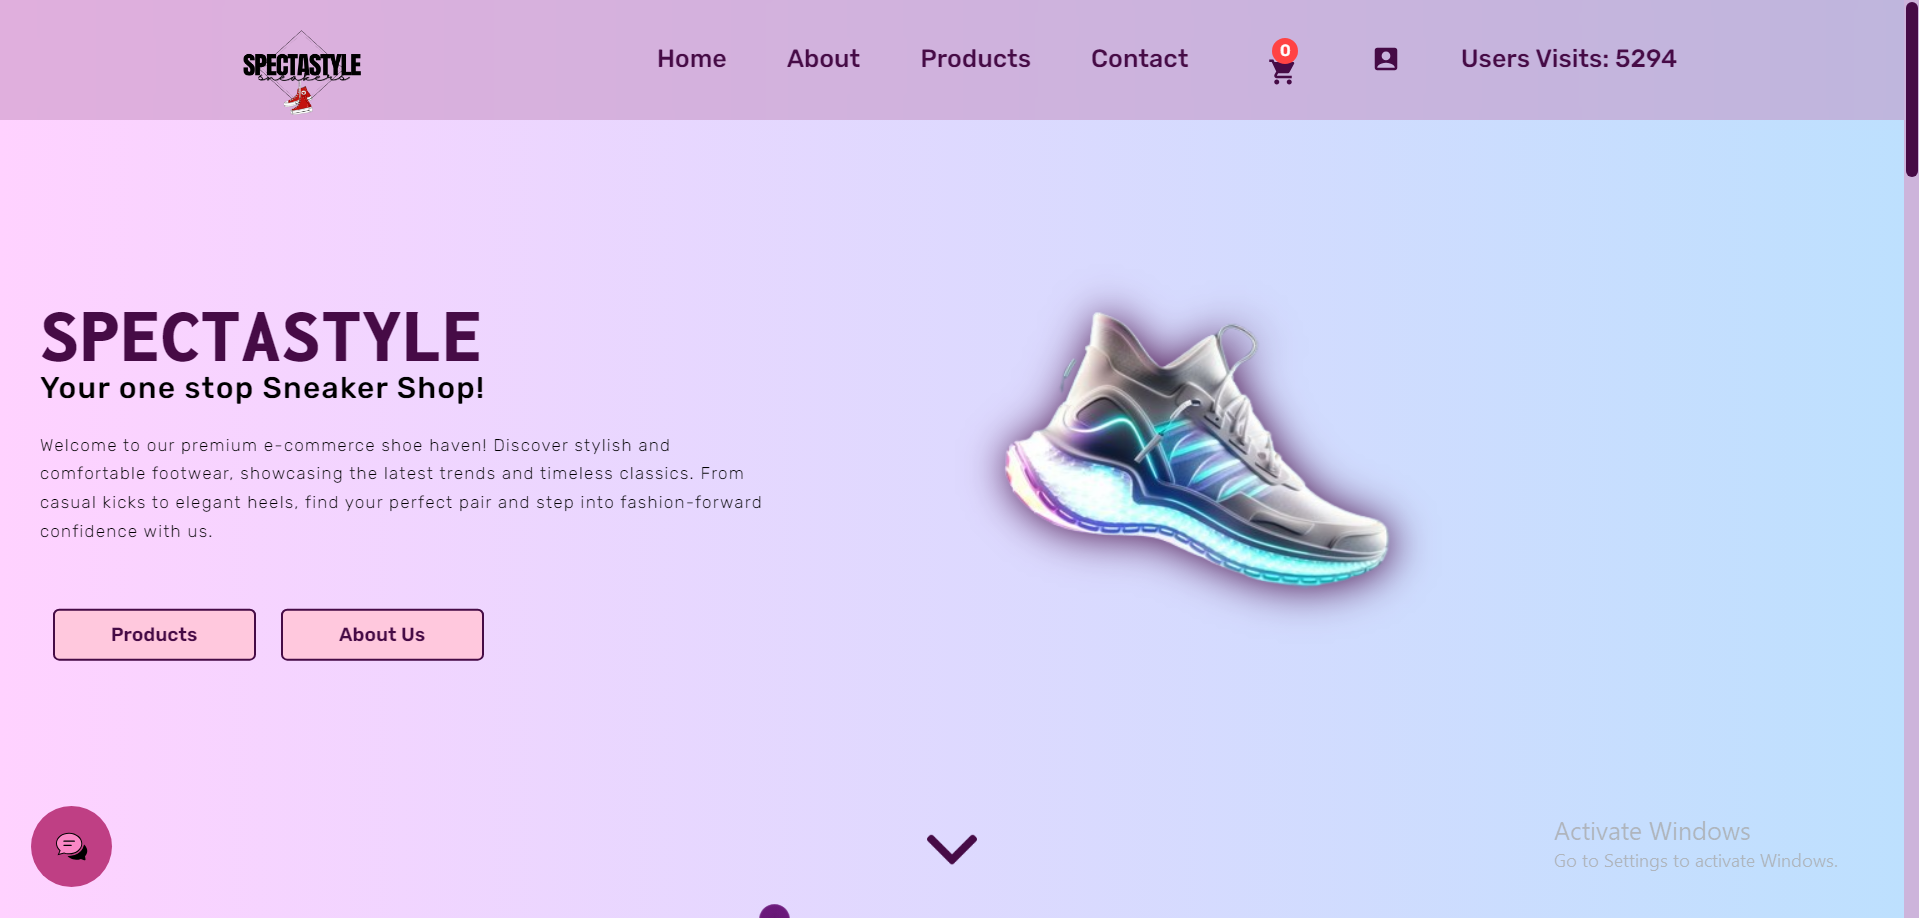 SPECTASTYLE
sneakers
Home
About
Products
Contact
0
Users Visits: 5294
SPECTASTYLE
Your one stop Sneaker Shop!
Welcome to our premium e-commerce shoe haven! Discover stylish and
comfortable footwear, showcasing the latest trends and timeless classics. From
casual kicks to elegant heels, find your perfect pair and step into fashion-forward
confidence with us.
Products
About Us
Activate Windows
Go to Settings to activate Windows.